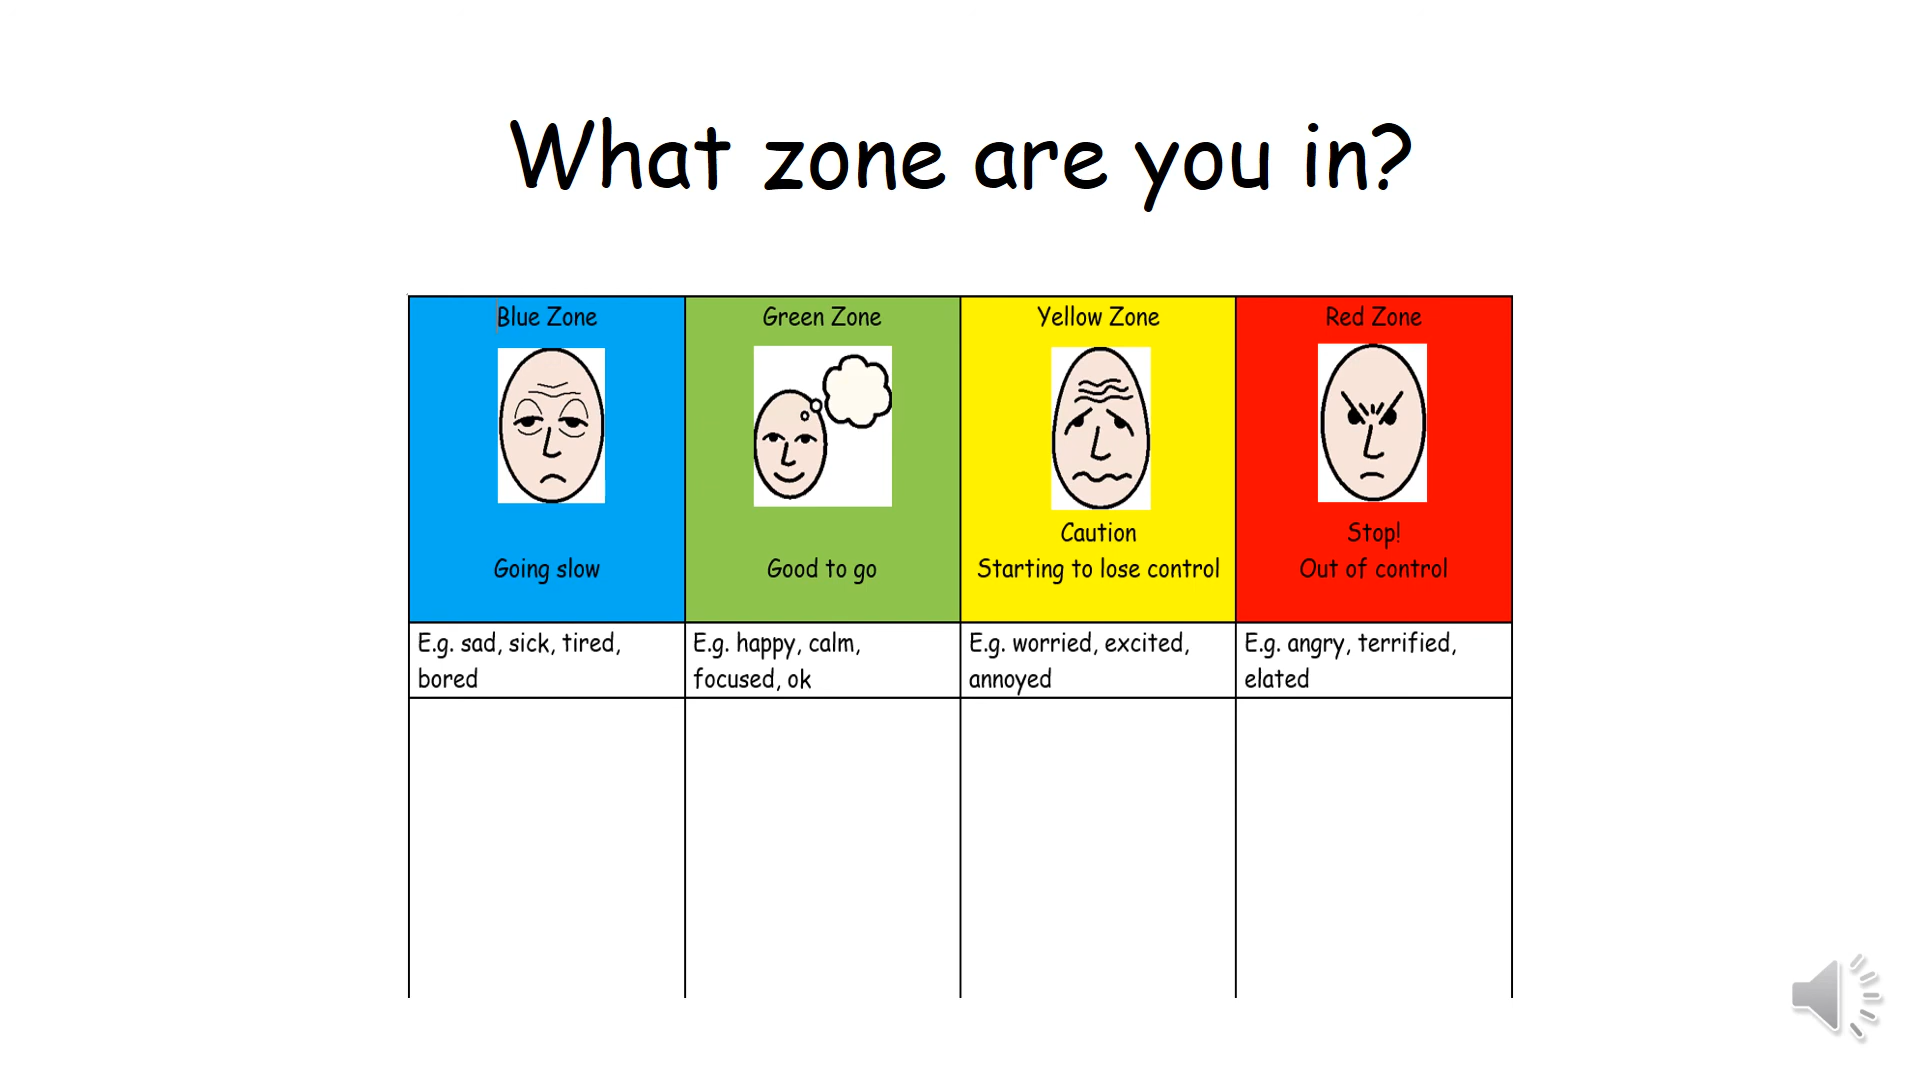 What zone are you in?
Blue Zone
Going slow
E.g. sad, sick, tired,
bored
Green Zone
Good to go
E.g. happy, calm,
focused, ok
Yellow Zone
Caution
Starting to lose control
E.g. worried, excited,
annoyed
Red Zone
Stop!
Out of control
E.g. angry, terrified,
elated